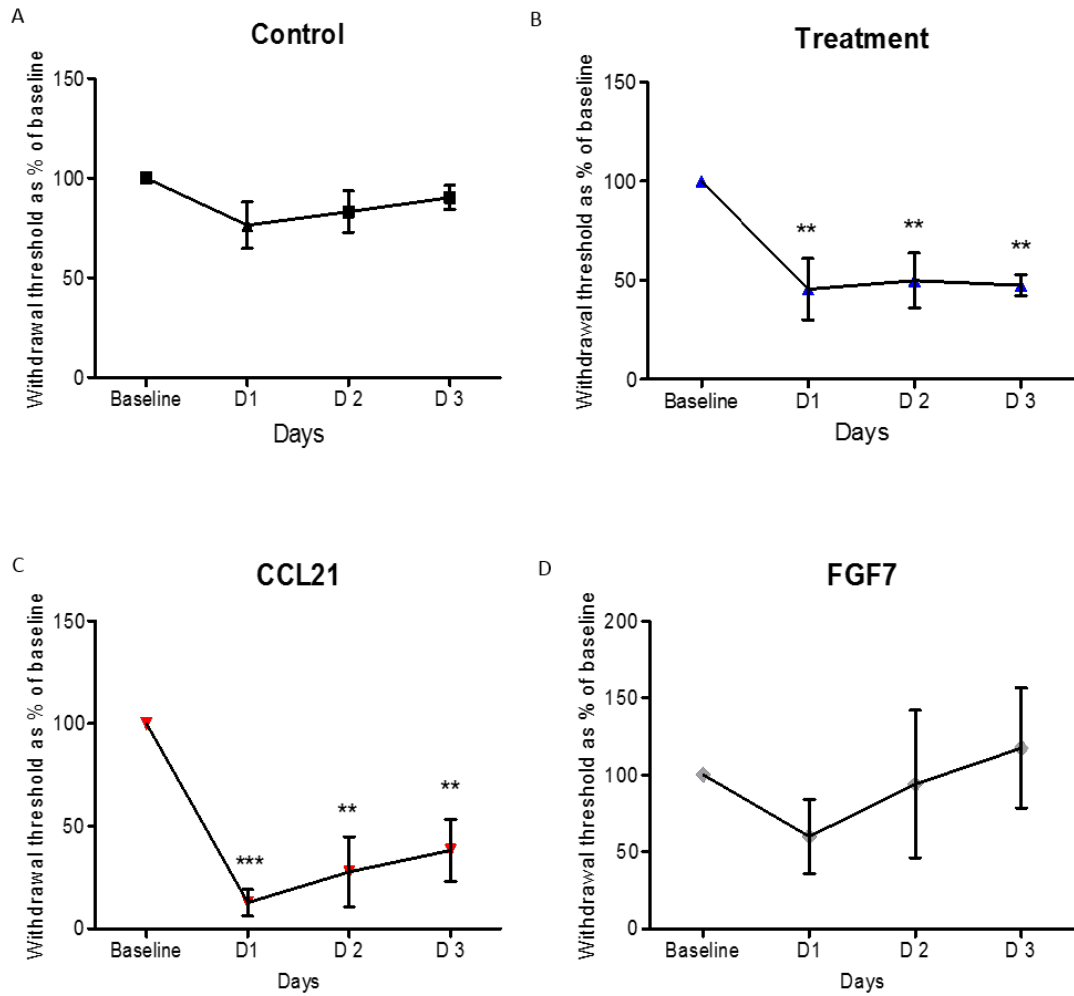 A
Control
Withdrawal threshold as % of baseline
150
100
50
0
Baseline D1 D 2 D 3
Days
B
Treatment
Withdrawal threshold as % of baseline
150
100
50
0
** ** **
Baseline D1 D 2 D 3
Days
C
CCL21
Withdrawal threshold as % of baseline
150
100
50
0
*** ** **
Baseline D1 D 2 D 3
Days
D
FGF7
Withdrawal threshold as % of baseline
200
150
100
50
0
Baseline D1 D 2 D 3
Days